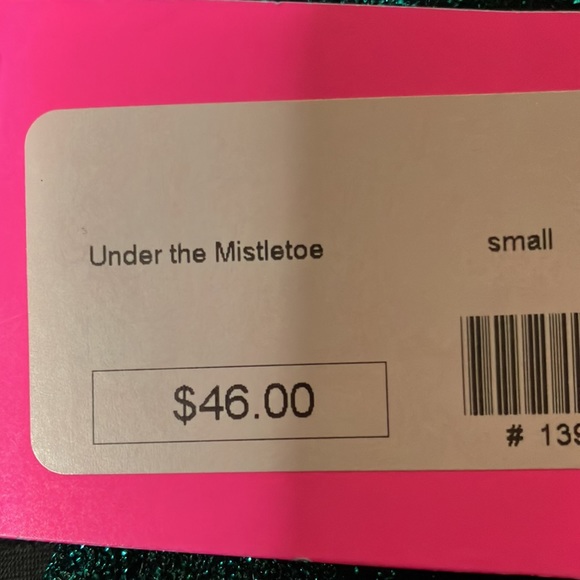 Under the Mistletoe
small
$46.00
# 139